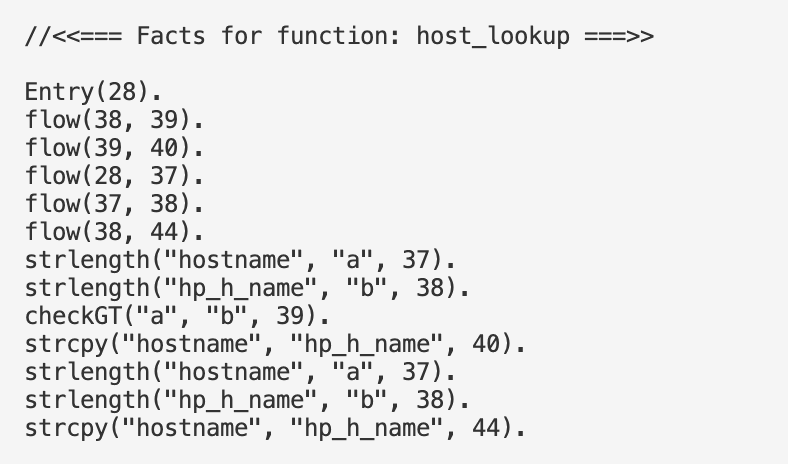 //<<=== Facts for function: host_lookup ===>>
Entry(28).
flow(38, 39).
flow(39, 40).
flow(28, 37).
flow(37, 38).
flow(38, 44).
strlength("hostname", "a", 37).
strlength("hp_h_name", "b", 38).
checkGT("a", "b", 39).
strcpy("hostname", "hp_h_name", 40).
strlength("hostname", "a", 37).
strlength("hp_h_name", "b", 38).
strcpy("hostname", "hp_h_name", 44).